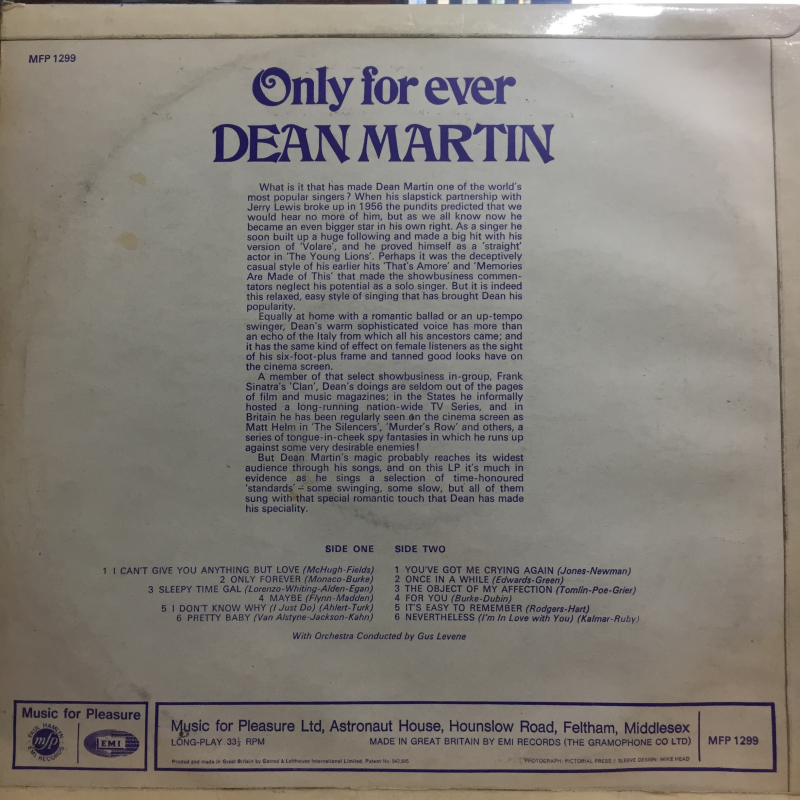 MFP 1299
Only for ever
DEAN MARTIN
What is it that has made Dean Martin one of the world's
most popular singers? When his slapstick partnership with
Jerry Lewis broke up in 1956 the pundits predicted that we
would hear no more of him, but as we all know now he
became an even bigger star in his own right. As a singer he
soon built up a huge following and made a big hit with his
version of 'Volare', and he proved himself as a 'straight'
actor in 'The Young Lions'. Perhaps it was the deceptively
casual style of his earlier hits 'That's Amore' and 'Memories
Are Made of This' that made the showbusiness commen-
tators neglect his potential as a solo singer. But it is indeed
this relaxed, easy style of singing that has brought Dean his
popularity.
Equally at home with a romantic ballad or an up-tempo
swinger, Dean's warm sophisticated voice has more than
an echo of the Italy from which all his ancestors came; and
it has the same kind of effect on female listeners as the sight
of his six-foot-plus frame and tanned good looks have on
the cinema screen.
A member of that select showbusiness in-group, Frank
Sinatra's 'Clan', Dean's doings are seldom out of the pages
of film and music magazines; in the States he informally
hosted a long-running nation-wide TV Series, and in
Britain he has been regularly seen on the cinema screen as
Matt Helm in 'The Silencers', 'Murder's Row' and others, a
series of tongue-in-cheek spy fantasies in which he runs up
against some very desirable enemies!
But Dean Martin's magic probably reaches its widest
audience through his songs, and on this LP it's much in
evidence as he sings a selection of time-honoured
'standards' – some swinging, some slow, but all of them
sung with that special romantic touch that Dean has made
his speciality.
SIDE ONE
1 I CAN'T GIVE YOU ANYTHING BUT LOVE (McHugh-Fields)
2 ONLY FOREVER (Monaco-Burke)
3 SLEEPY TIME GAL (Lorenzo-Whiting-Alden-Egan)
4 MAYBE (Flynn-Madden)
5 I DON'T KNOW WHY (I Just Do) (Ahlert-Turk)
6 PRETTY BABY (Van Alstyne-Jackson-Kahn)
SIDE TWO
1 YOU'VE GOT ME CRYING AGAIN (Jones-Newman)
2 ONCE IN A WHILE (Edwards-Green)
3 THE OBJECT OF MY AFFECTION (Tomlin-Poe-Grier)
4 FOR YOU (Burke-Dubin)
5 IT'S EASY TO REMEMBER (Rodgers-Hart)
6 NEVERTHELESS (I'm In Love with You) (Kalmar-Ruby)
With Orchestra Conducted by Gus Levene
Music for Pleasure
mfp
EMI
Music for Pleasure Ltd, Astronaut House, Hounslow Road, Feltham, Middlesex
LONG-PLAY 33⅓ RPM
MADE IN GREAT BRITAIN BY EMI RECORDS (THE GRAMOPHONE CO LTD)
MFP 1299
Printed and made in Great Britain by Garrod & Lofthouse International Limited. Patent No.
PHOTOGRAPH: PICTORIAL PRESS / SLEEVE DESIGN: MIKE HEAD